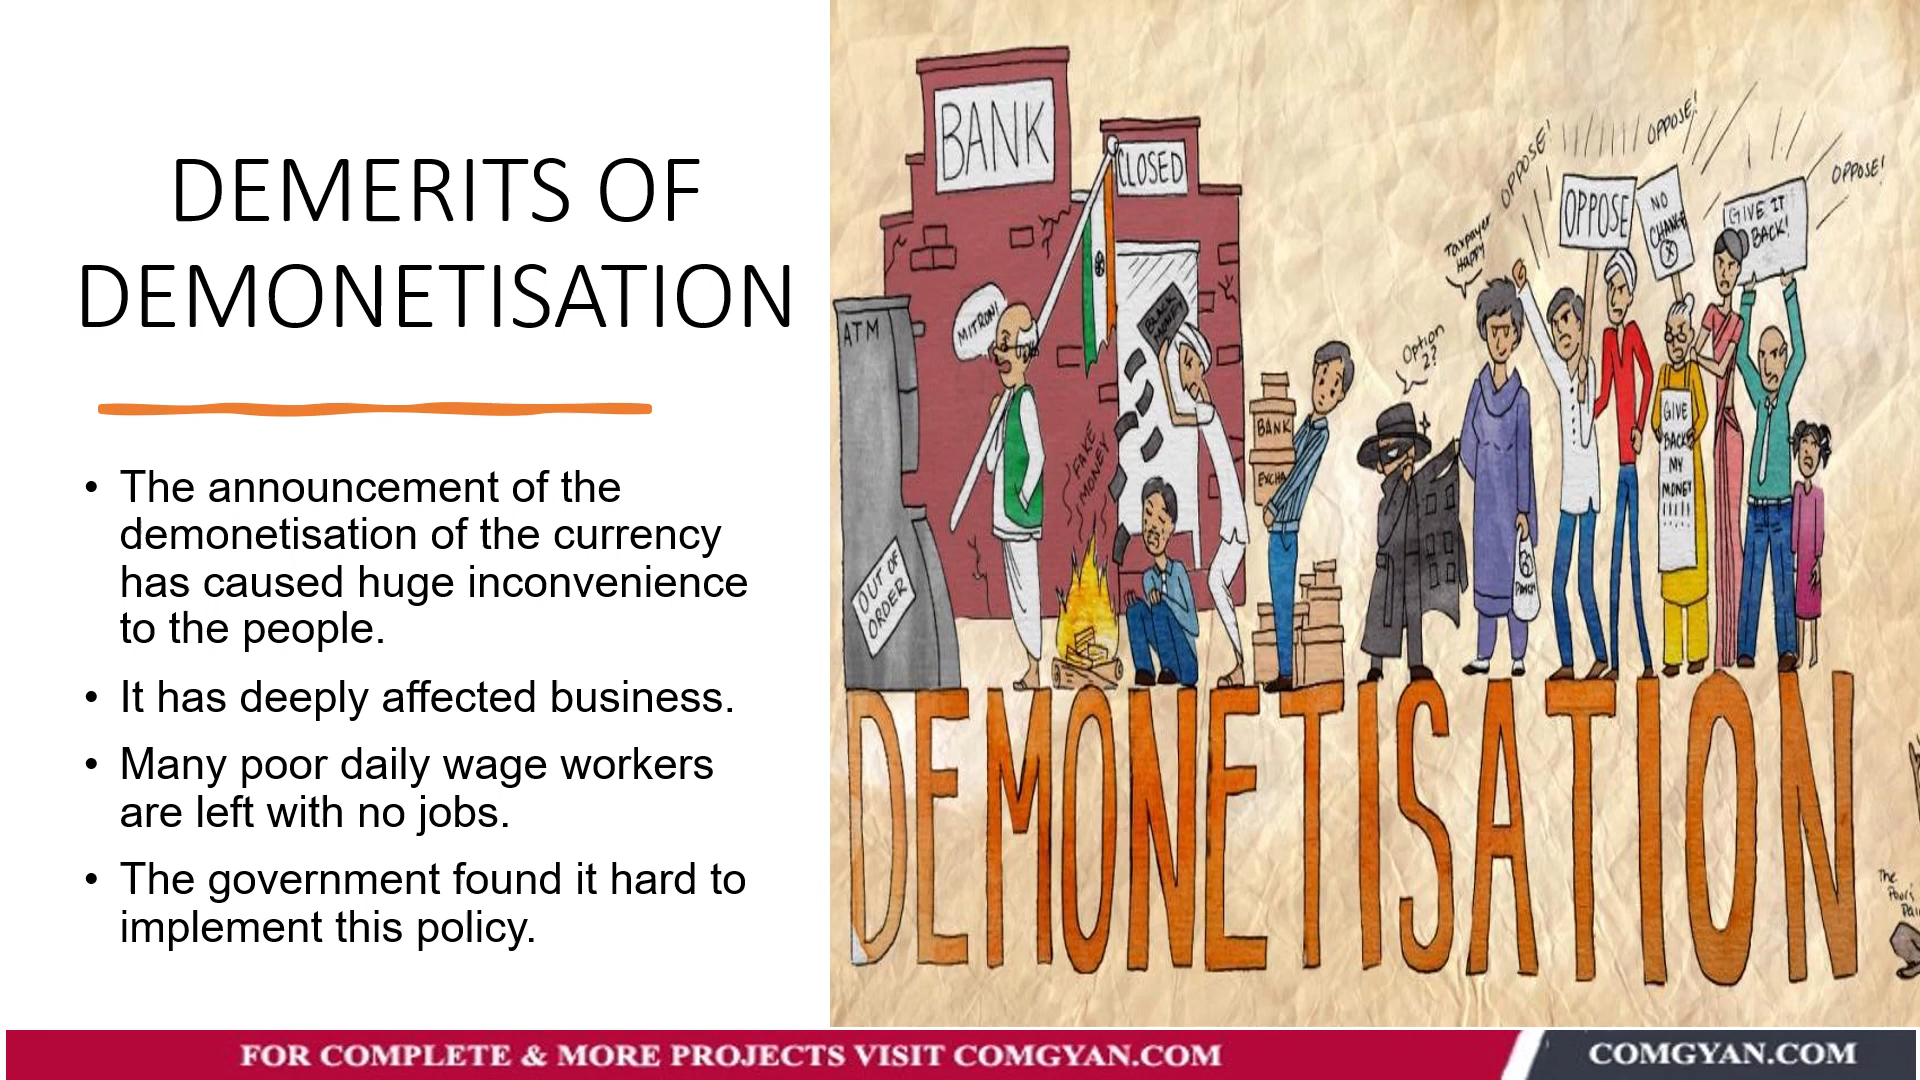 DEMERITS OF
DEMONETISATION
• The announcement of the
demonetisation of the currency
has caused huge inconvenience
to the people.
• It has deeply affected business.
• Many poor daily wage workers
are left with no jobs.
• The government found it hard to
implement this policy.
BANK
CLOSED
ATM
OUT OF
ORDER
MITRON!
BLACK
MONEY
FAKE
MONEY
BANK
EXCHA
Option
2?
Taxpayer
Happy
OPPOSE!
OPPOSE!
OPPOSE!
OPPOSE
NO
CHANGE
GIVE IT
BACK!
GIVE
BACK
MY
MONEY
!!!!!
DEMONETISATION
The
Poor's
FOR COMPLETE & MORE PROJECTS VISIT COMGYAN.COM
COMGYAN.COM